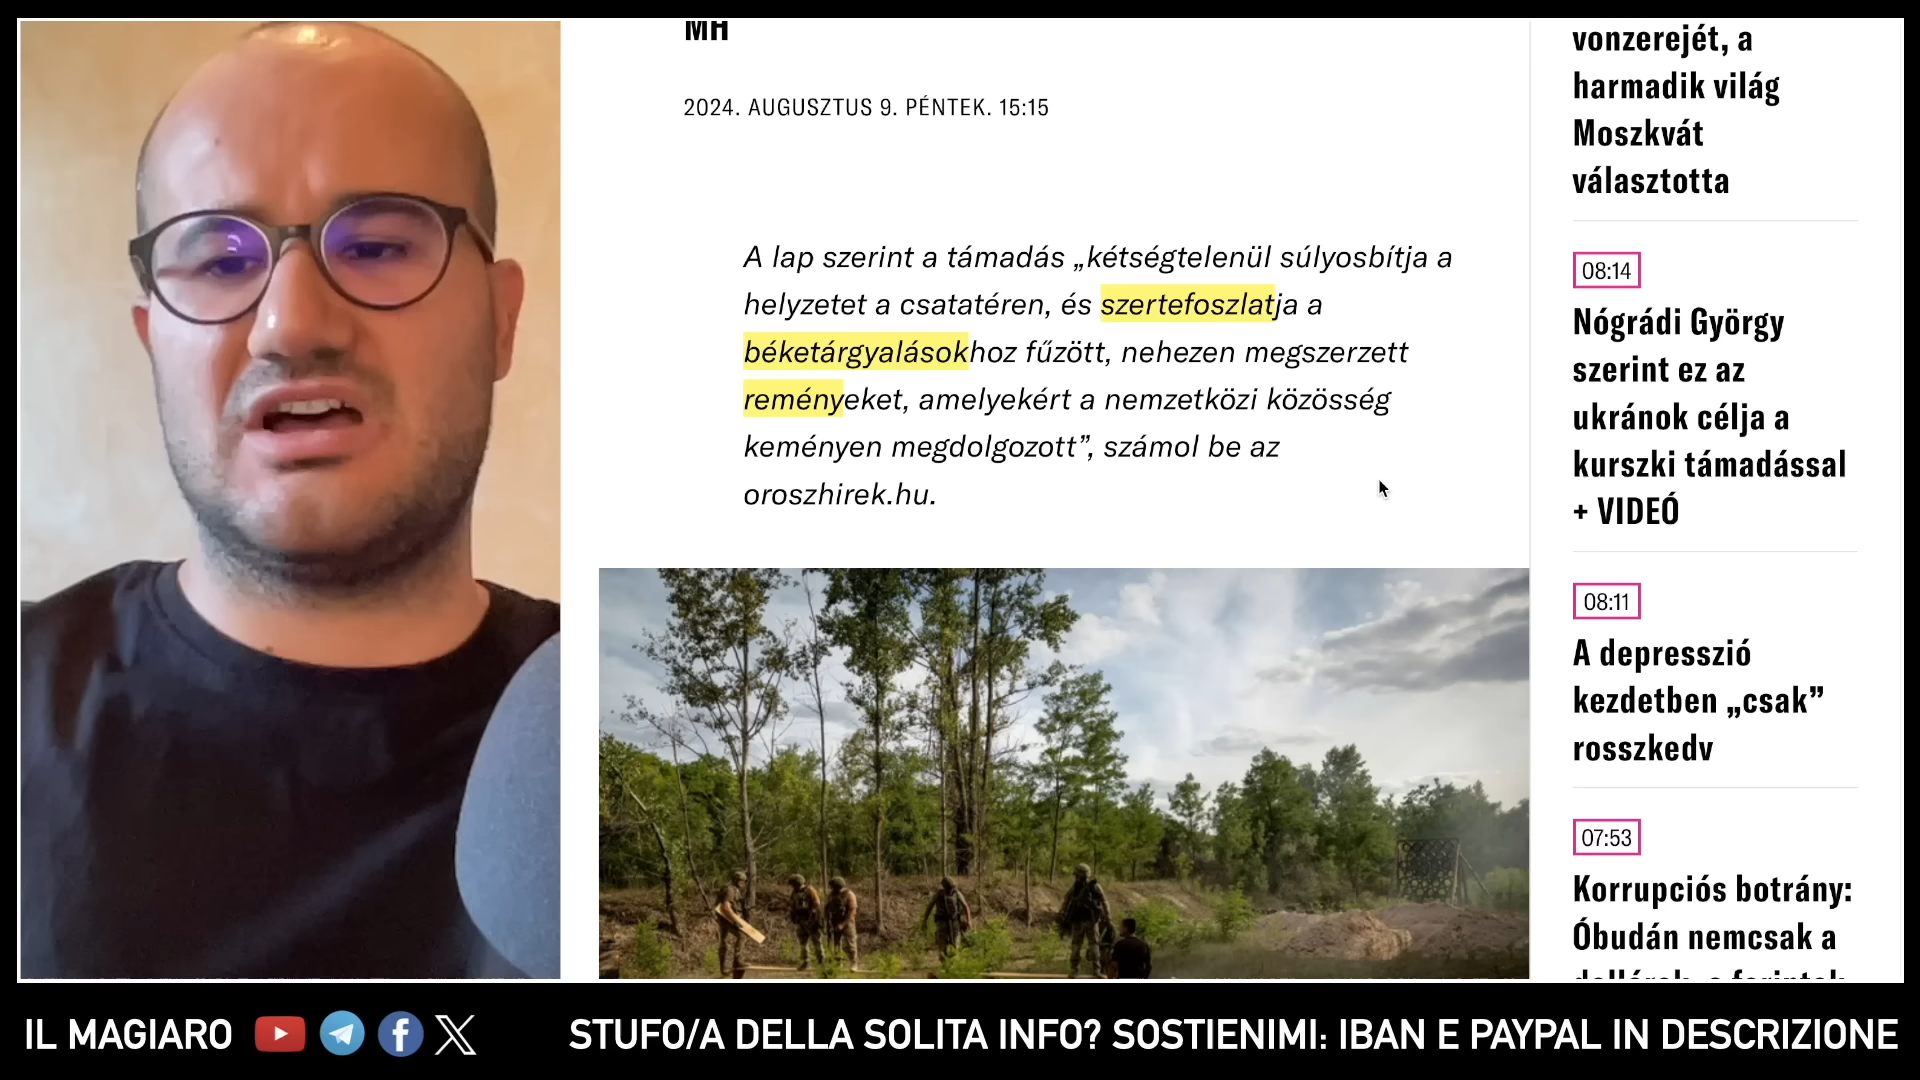 MH
2024. AUGUSZTUS 9. PÉNTEK. 15:15
A lap szerint a támadás „kétségtelenül súlyosbítja a
helyzetet a csatatéren, és szertefoszlatja a
béketárgyalásokhoz fűzött, nehezen megszerzett
reményeket, amelyekért a nemzetközi közösség
keményen megdolgozott”, számol be az
oroszhirek.hu.
vonzerejét, a
harmadik világ
Moszkvát
választotta
08:14
Nógrádi György
szerint ez az
ukránok célja a
kurszki támadással
+ VIDEÓ
08:11
A depresszió
kezdetben „csak”
rosszkedv
07:53
Korrupciós botrány:
Óbudán nemcsak a
IL MAGIARO
STUFO/A DELLA SOLITA INFO? SOSTIENIMI: IBAN E PAYPAL IN DESCRIZIONE